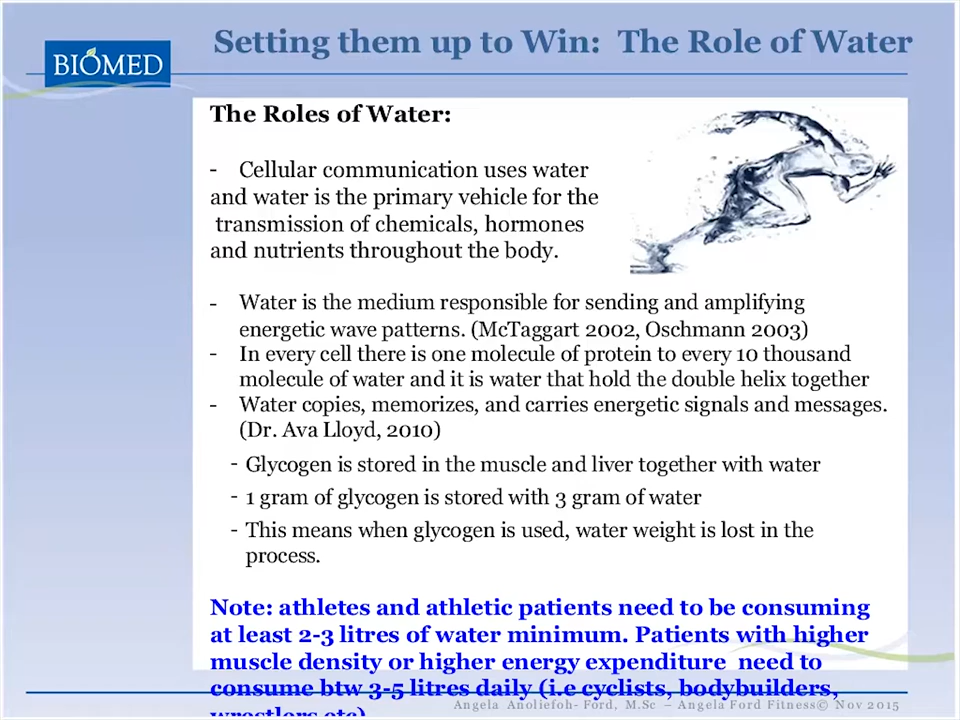 Setting them up to Win: The Role of Water
BIOMED
The Roles of Water:
- Cellular communication uses water
and water is the primary vehicle for the
transmission of chemicals, hormones
and nutrients throughout the body.
- Water is the medium responsible for sending and amplifying
energetic wave patterns. (McTaggart 2002, Oschmann 2003)
- In every cell there is one molecule of protein to every 10 thousand
molecule of water and it is water that hold the double helix together
- Water copies, memorizes, and carries energetic signals and messages.
(Dr. Ava Lloyd, 2010)
- Glycogen is stored in the muscle and liver together with water
- 1 gram of glycogen is stored with 3 gram of water
- This means when glycogen is used, water weight is lost in the
process.
Note: athletes and athletic patients need to be consuming
at least 2-3 litres of water minimum. Patients with higher
muscle density or higher energy expenditure need to
consume btw 3-5 litres daily (i.e cyclists, bodybuilders,
wrestlers etc)
Angela Anoliefoh- Ford, M.Sc – Angela Ford Fitness© Nov 2015